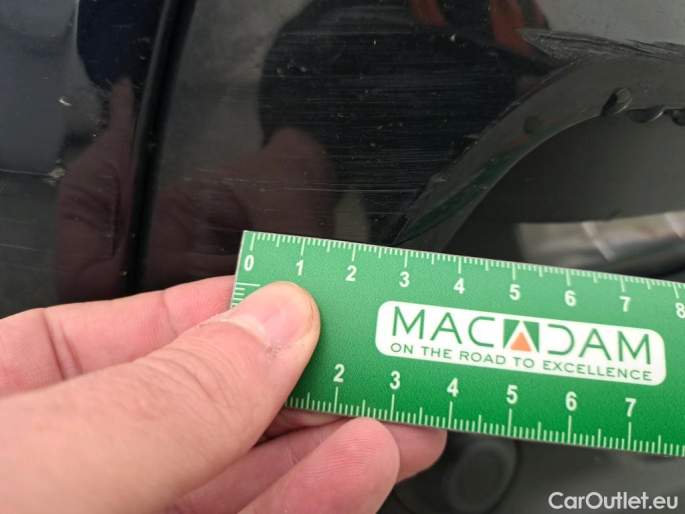 0 1 2 3 4 5 6 7 8
MACADAM
ON THE ROAD TO EXCELLENCE
2 3 4 5 6 7
CarOutlet.eu